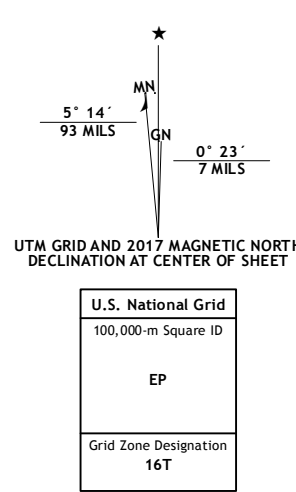 MN.
5° 14´
93 MILS
GN
0° 23´
7 MILS
UTM GRID AND 2017 MAGNETIC NORTH
DECLINATION AT CENTER OF SHEET
U.S. National Grid
100,000-m Square ID
EP
Grid Zone Designation
16T